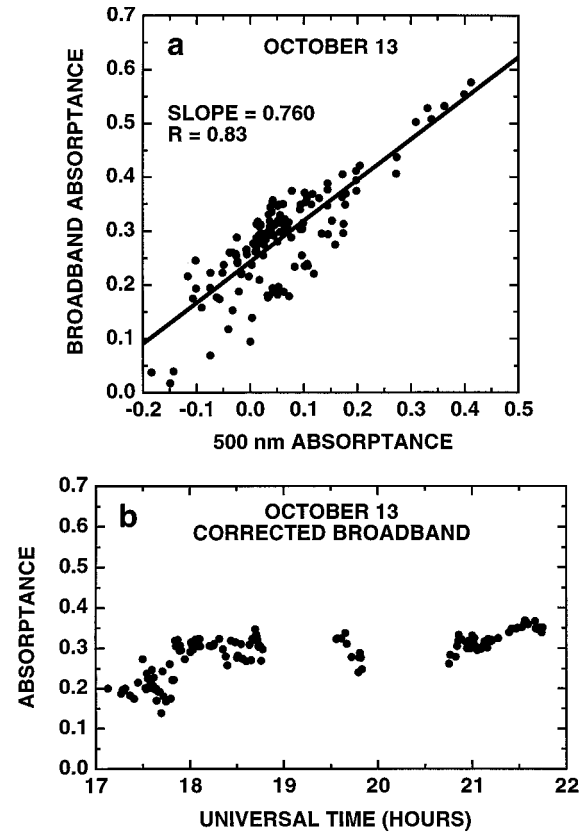 a
OCTOBER 13
SLOPE = 0.760
R = 0.83
BROADBAND ABSORPTANCE
0.7
0.6
0.5
0.4
0.3
0.2
0.1
0.0
-0.2 -0.1 0.0 0.1 0.2 0.3 0.4 0.5
500 nm ABSORPTANCE
b
OCTOBER 13
CORRECTED BROADBAND
ABSORPTANCE
0.7
0.6
0.5
0.4
0.3
0.2
0.1
0.0
17 18 19 20 21 22
UNIVERSAL TIME (HOURS)